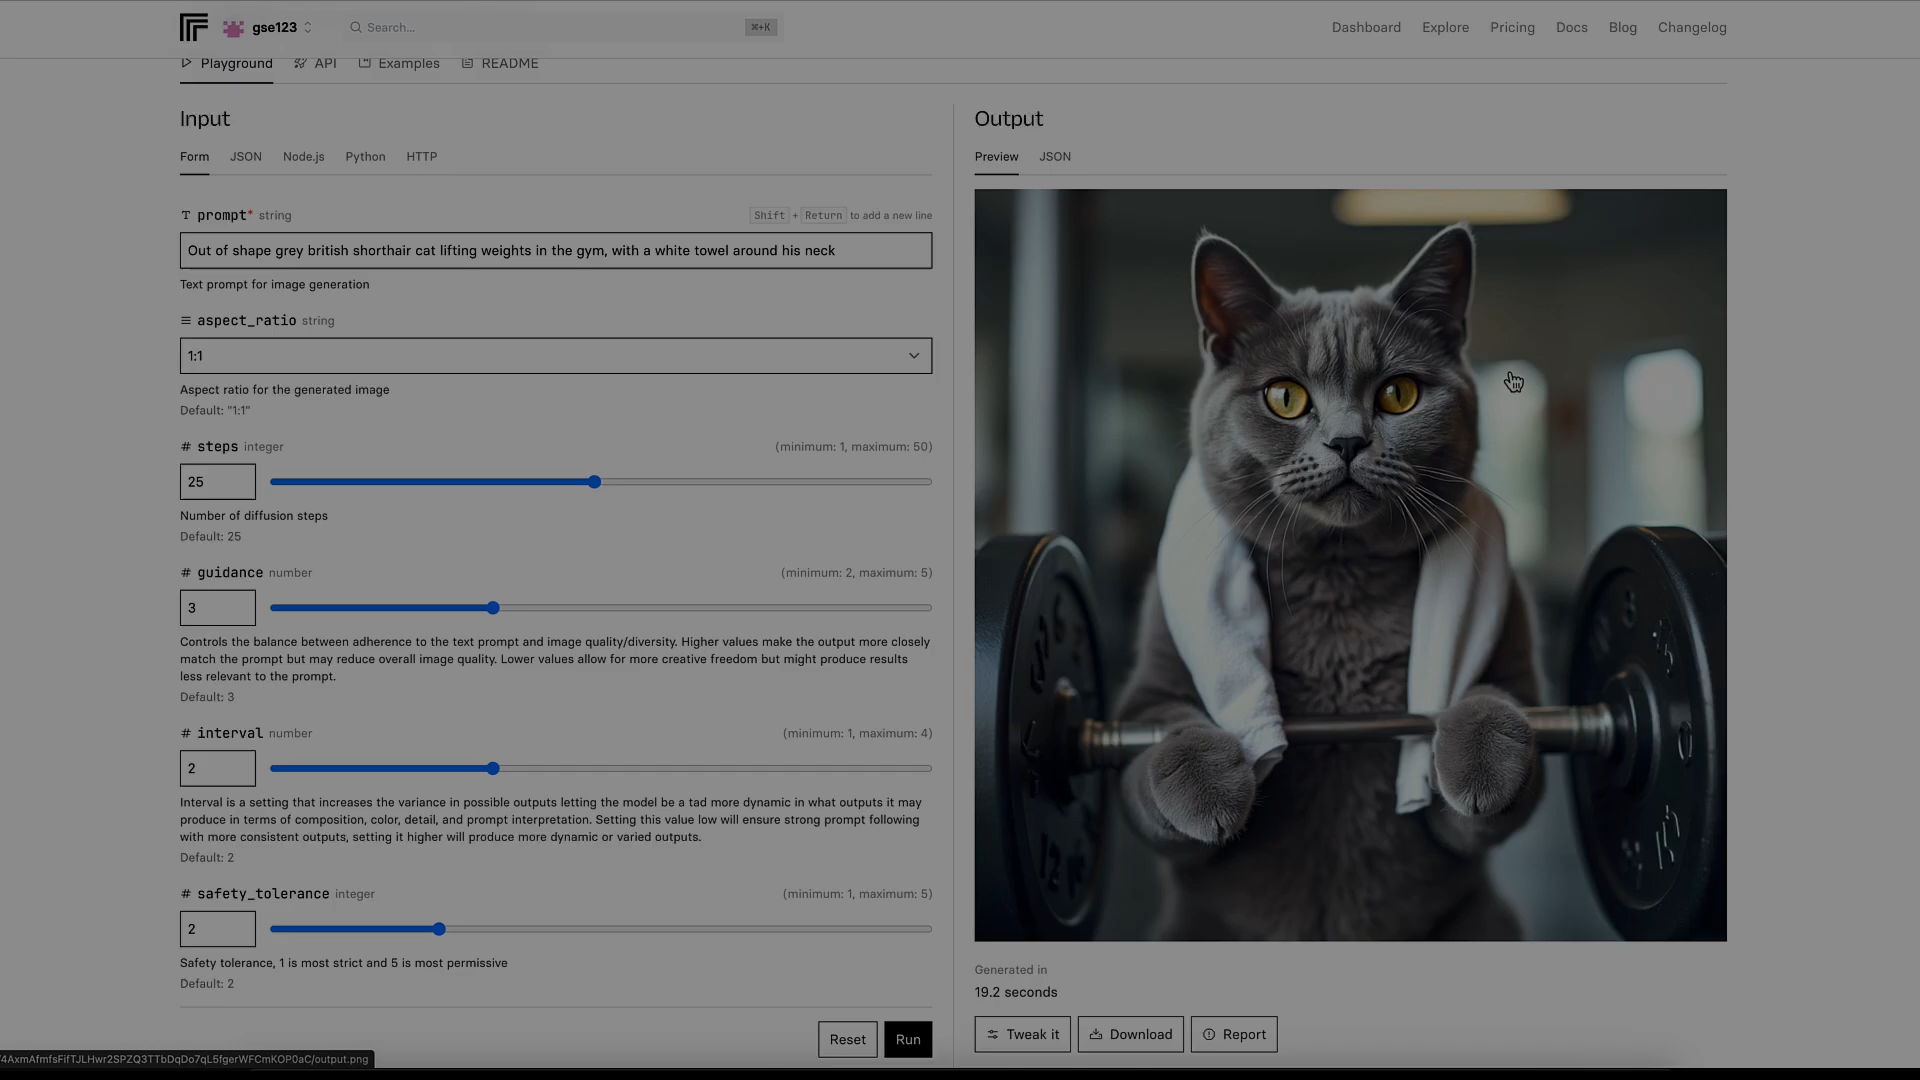 gse123
Search...
⌘+K
Dashboard
Explore
Pricing
Docs
Blog
Changelog
Playground
API
Examples
README
Input
Form
JSON
Node.js
Python
HTTP
T prompt* string
Shift + Return to add a new line
Out of shape grey british shorthair cat lifting weights in the gym, with a white towel around his neck
Text prompt for image generation
aspect_ratio string
1:1
Aspect ratio for the generated image
Default: "1:1"
# steps integer
(minimum: 1, maximum: 50)
25
Number of diffusion steps
Default: 25
# guidance number
(minimum: 2, maximum: 5)
3
Controls the balance between adherence to the text prompt and image quality/diversity. Higher values make the output more closely
match the prompt but may reduce overall image quality. Lower values allow for more creative freedom but might produce results
less relevant to the prompt.
Default: 3
# interval number
(minimum: 1, maximum: 4)
2
Interval is a setting that increases the variance in possible outputs letting the model be a tad more dynamic in what outputs it may
produce in terms of composition, color, detail, and prompt interpretation. Setting this value low will ensure strong prompt following
with more consistent outputs, setting it higher will produce more dynamic or varied outputs.
Default: 2
# safety_tolerance integer
(minimum: 1, maximum: 5)
2
Safety tolerance, 1 is most strict and 5 is most permissive
Default: 2
Reset
Run
Output
Preview
JSON
Generated in
19.2 seconds
Tweak it
Download
Report